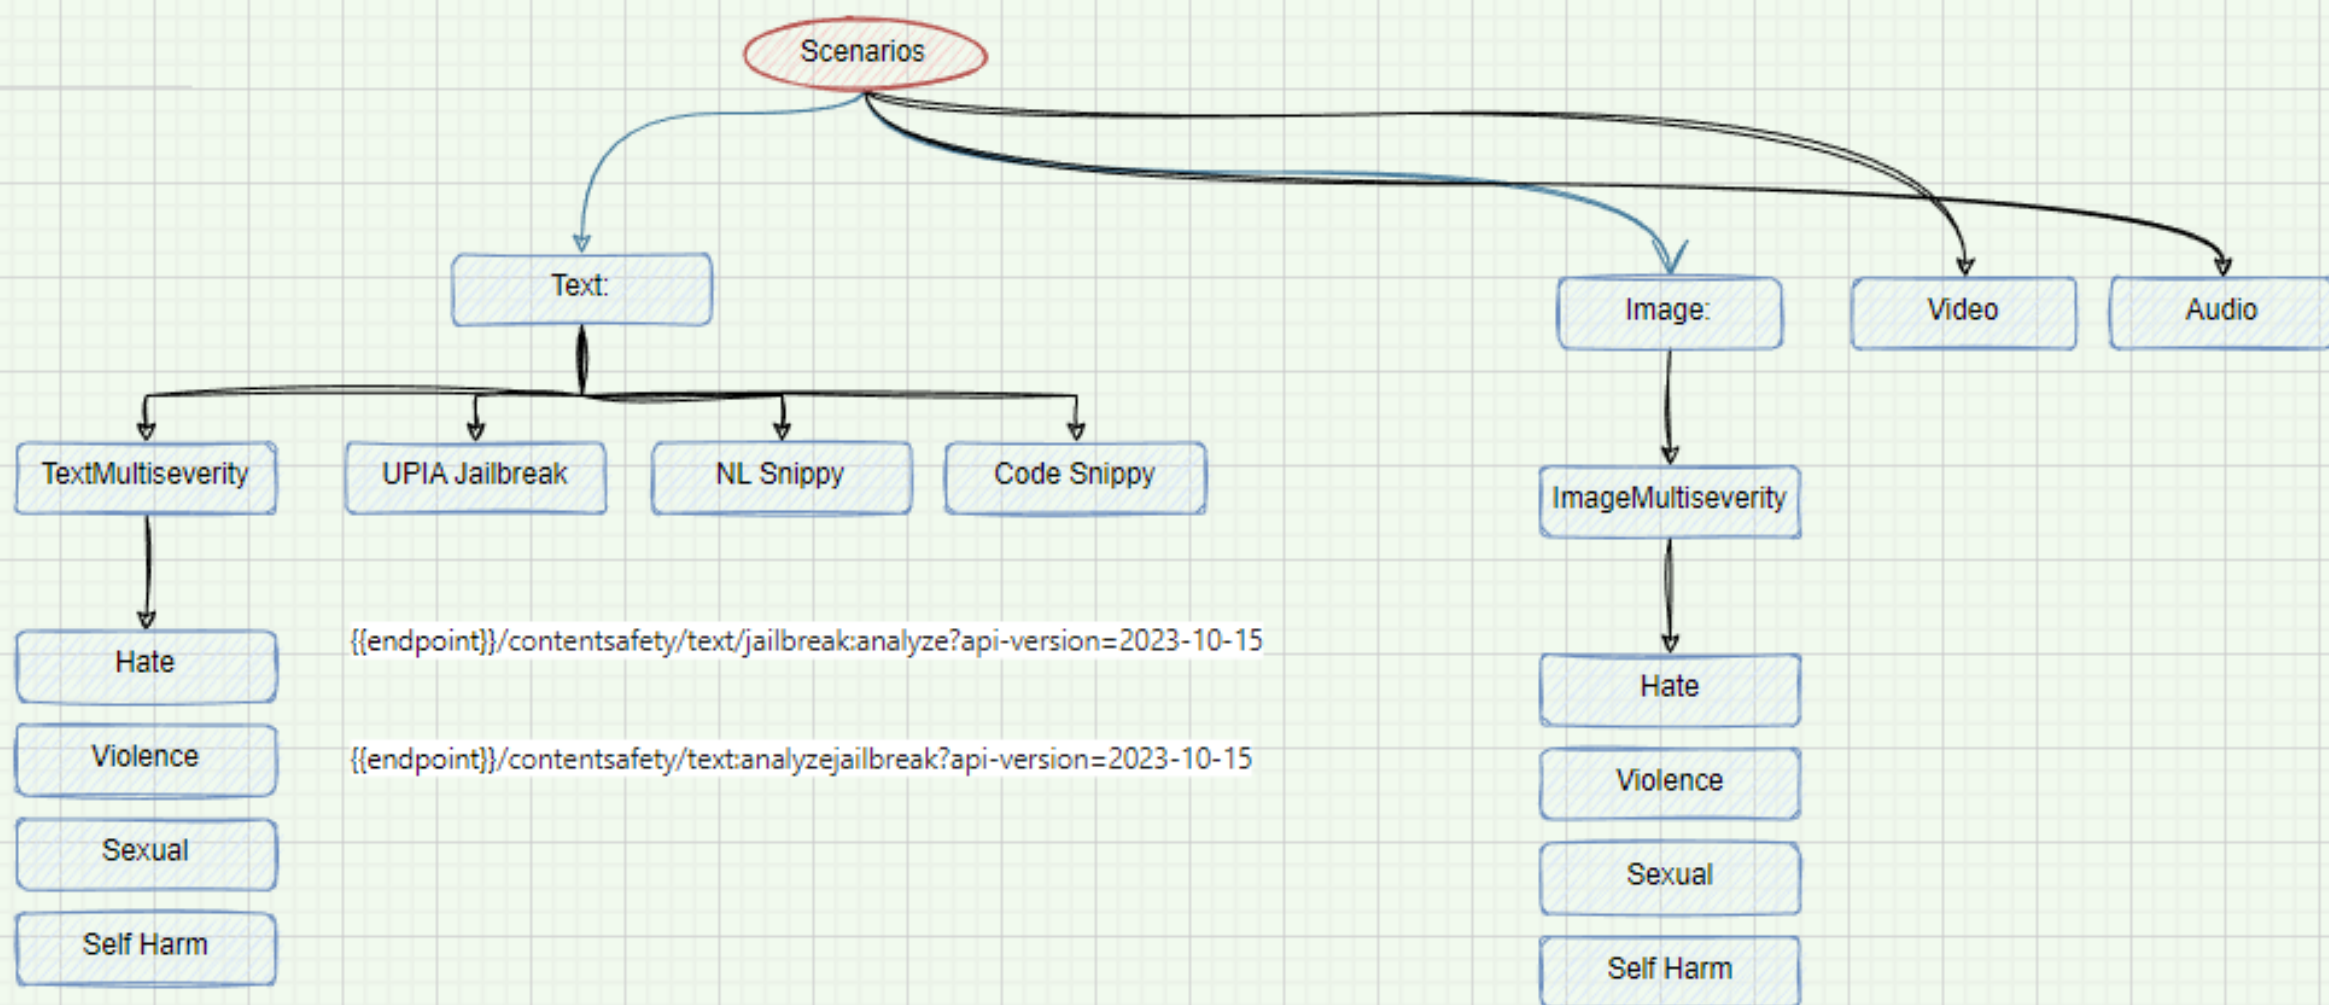 Scenarios
Text:
Image:
Video
Audio
TextMultiseverity
UPIA Jailbreak
NL Snippy
Code Snippy
ImageMultiseverity
Hate
{{endpoint}}/contentsafety/text/jailbreak:analyze?api-version=2023-10-15
Hate
Violence
{{endpoint}}/contentsafety/text:analyzejailbreak?api-version=2023-10-15
Violence
Sexual
Sexual
Self Harm
Self Harm